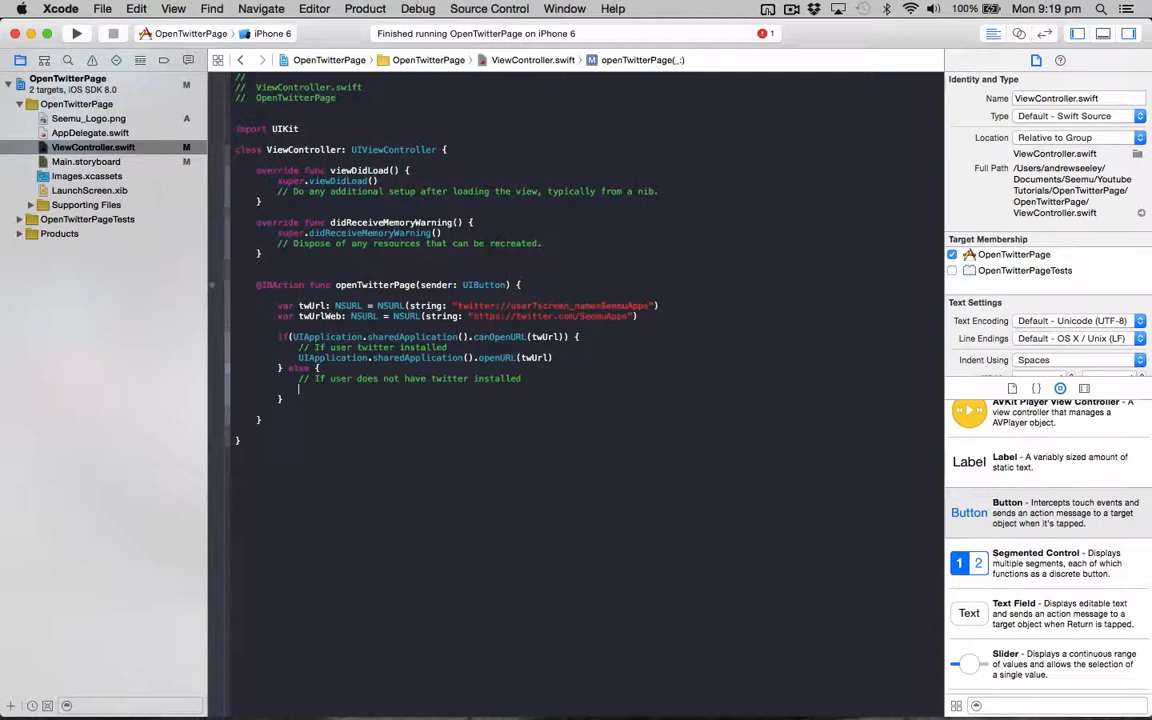 Xcode File Edit View Find Navigate Editor Product Debug Source Control Window Help 100% Mon 9:19 pm
OpenTwitterPage iPhone 6 Finished running OpenTwitterPage on iPhone 6 1
OpenTwitterPage
2 targets, iOS SDK 8.0
M
OpenTwitterPage
Seemu_Logo.png A
AppDelegate.swift
ViewController.swift M
Main.storyboard M
Images.xcassets
LaunchScreen.xib
Supporting Files
OpenTwitterPageTests
Products
OpenTwitterPage OpenTwitterPage ViewController.swift M openTwitterPage(_:)
//
// ViewController.swift
// OpenTwitterPage
import UIKit
class ViewController: UIViewController {
override func viewDidLoad() {
super.viewDidLoad()
// Do any additional setup after loading the view, typically from a nib.
}
override func didReceiveMemoryWarning() {
super.didReceiveMemoryWarning()
// Dispose of any resources that can be recreated.
}
@IBAction func openTwitterPage(sender: UIButton) {
var twUrl: NSURL = NSURL(string: "twitter://user?screen_name=SeemuApps")
var twUrlWeb: NSURL = NSURL(string: "https://twitter.com/SeemuApps")
if(UIApplication.sharedApplication().canOpenURL(twUrl)) {
// If user twitter installed
UIApplication.sharedApplication().openURL(twUrl)
} else {
// If user does not have twitter installed
}
}
}
Identity and Type
Name ViewController.swift
Type Default - Swift Source
Location Relative to Group
ViewController.swift
Full Path /Users/andrewseeley/
Documents/Seemu/Youtube
Tutorials/OpenTwitterPage/
OpenTwitterPage/
ViewController.swift
Target Membership
OpenTwitterPage
OpenTwitterPageTests
Text Settings
Text Encoding Default - Unicode (UTF-8)
Line Endings Default - OS X / Unix (LF)
Indent Using Spaces
{ }
AVKit Player View Controller - A
view controller that manages a
AVPlayer object.
Label Label - A variably sized amount of
static text.
Button Button - Intercepts touch events and
sends an action message to a target
object when it's tapped.
1 2 Segmented Control - Displays
multiple segments, each of which
functions as a discrete button.
Text Text Field - Displays editable text
and sends an action message to a
target object when Return is tapped.
Slider - Displays a continuous range
of values and allows the selection of
a single value.